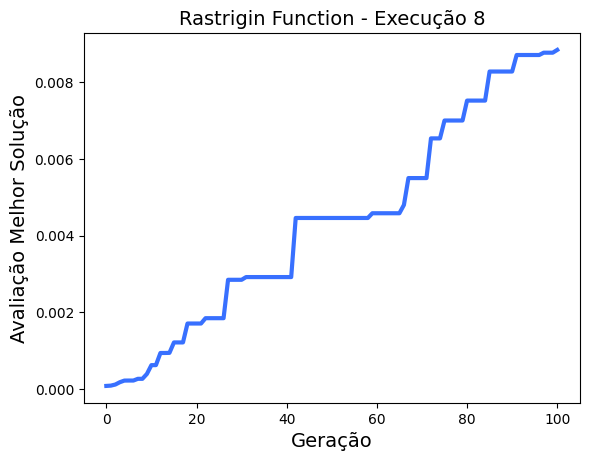 Rastrigin Function - Execução 8
Avaliação Melhor Solução
0.008
0.006
0.004
0.002
0.000
0 20 40 60 80 100
Geração